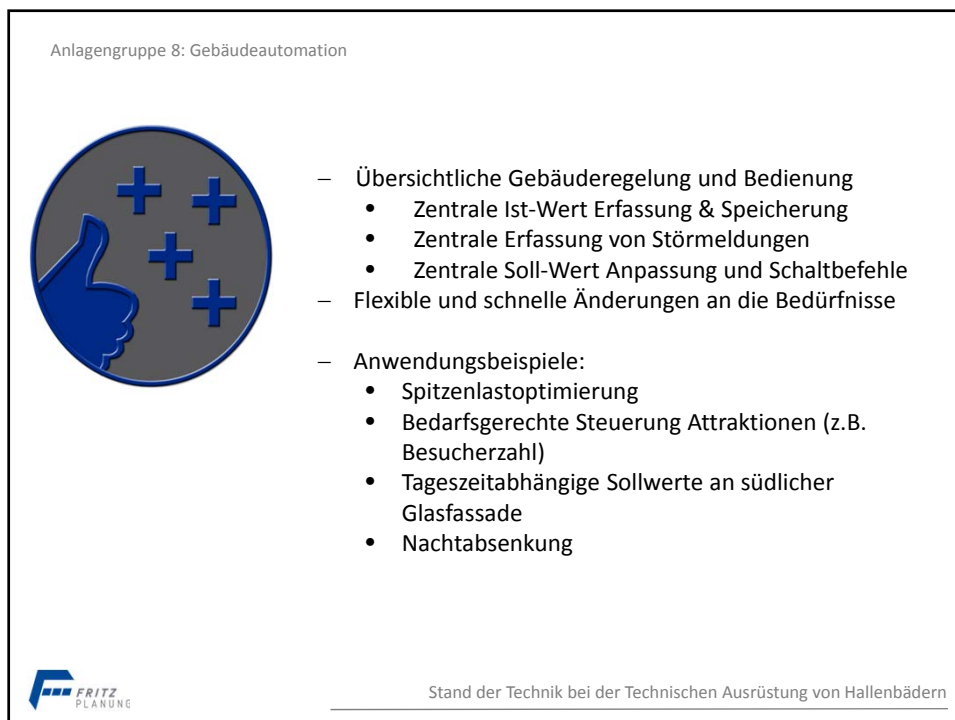 Anlagengruppe 8: Gebäudeautomation
– Übersichtliche Gebäuderegelung und Bedienung
• Zentrale Ist-Wert Erfassung & Speicherung
• Zentrale Erfassung von Störmeldungen
• Zentrale Soll-Wert Anpassung und Schaltbefehle
– Flexible und schnelle Änderungen an die Bedürfnisse
– Anwendungsbeispiele:
• Spitzenlastoptimierung
• Bedarfsgerechte Steuerung Attraktionen (z.B.
Besucherzahl)
• Tageszeitabhängige Sollwerte an südlicher
Glasfassade
• Nachtabsenkung
FRITZ
PLANUNG
Stand der Technik bei der Technischen Ausrüstung von Hallenbädern